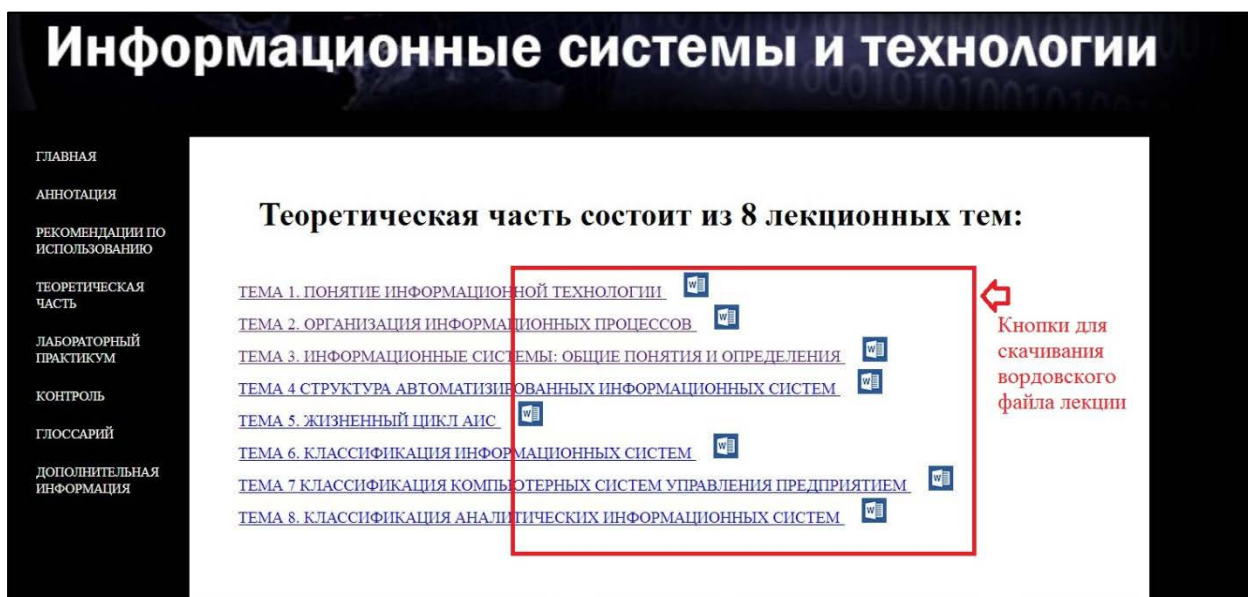 Информационные системы и технологии
ГЛАВНАЯ
АННОТАЦИЯ
РЕКОМЕНДАЦИИ ПО
ИСПОЛЬЗОВАНИЮ
ТЕОРЕТИЧЕСКАЯ
ЧАСТЬ
ЛАБОРАТОРНЫЙ
ПРАКТИКУМ
КОНТРОЛЬ
ГЛОССАРИЙ
ДОПОЛНИТЕЛЬНАЯ
ИНФОРМАЦИЯ
Теоретическая часть состоит из 8 лекционных тем:
ТЕМА 1. ПОНЯТИЕ ИНФОРМАЦИОННОЙ ТЕХНОЛОГИИ
ТЕМА 2. ОРГАНИЗАЦИЯ ИНФОРМАЦИОННЫХ ПРОЦЕССОВ
ТЕМА 3. ИНФОРМАЦИОННЫЕ СИСТЕМЫ: ОБЩИЕ ПОНЯТИЯ И ОПРЕДЕЛЕНИЯ
ТЕМА 4 СТРУКТУРА АВТОМАТИЗИРОВАННЫХ ИНФОРМАЦИОННЫХ СИСТЕМ
ТЕМА 5. ЖИЗНЕННЫЙ ЦИКЛ АИС
ТЕМА 6. КЛАССИФИКАЦИЯ ИНФОРМАЦИОННЫХ СИСТЕМ
ТЕМА 7 КЛАССИФИКАЦИЯ КОМПЬЮТЕРНЫХ СИСТЕМ УПРАВЛЕНИЯ ПРЕДПРИЯТИЕМ
ТЕМА 8. КЛАССИФИКАЦИЯ АНАЛИТИЧЕСКИХ ИНФОРМАЦИОННЫХ СИСТЕМ
Кнопки для
скачивания
вордовского
файла лекции